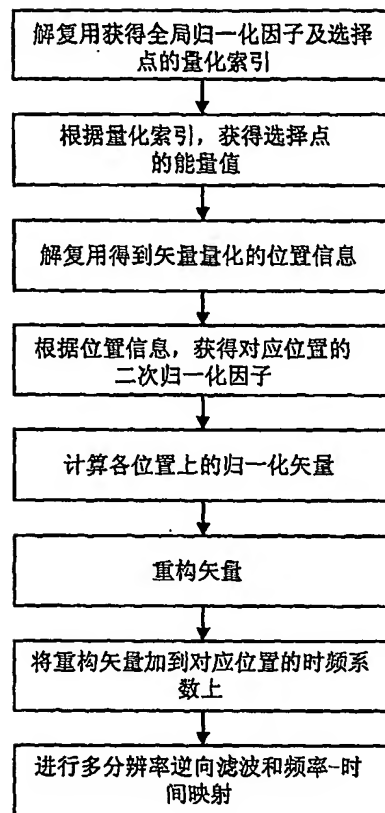 解复用获得全局归一化因子及选择
点的量化索引
根据量化索引，获得选择点
的能量值
解复用得到矢量量化的位置信息
根据位置信息，获得对应位置的
二次归一化因子
计算各位置上的归一化矢量
重构矢量
将重构矢量加到对应位置的时频系
数上
进行多分辨率逆向滤波和频率-时
间映射